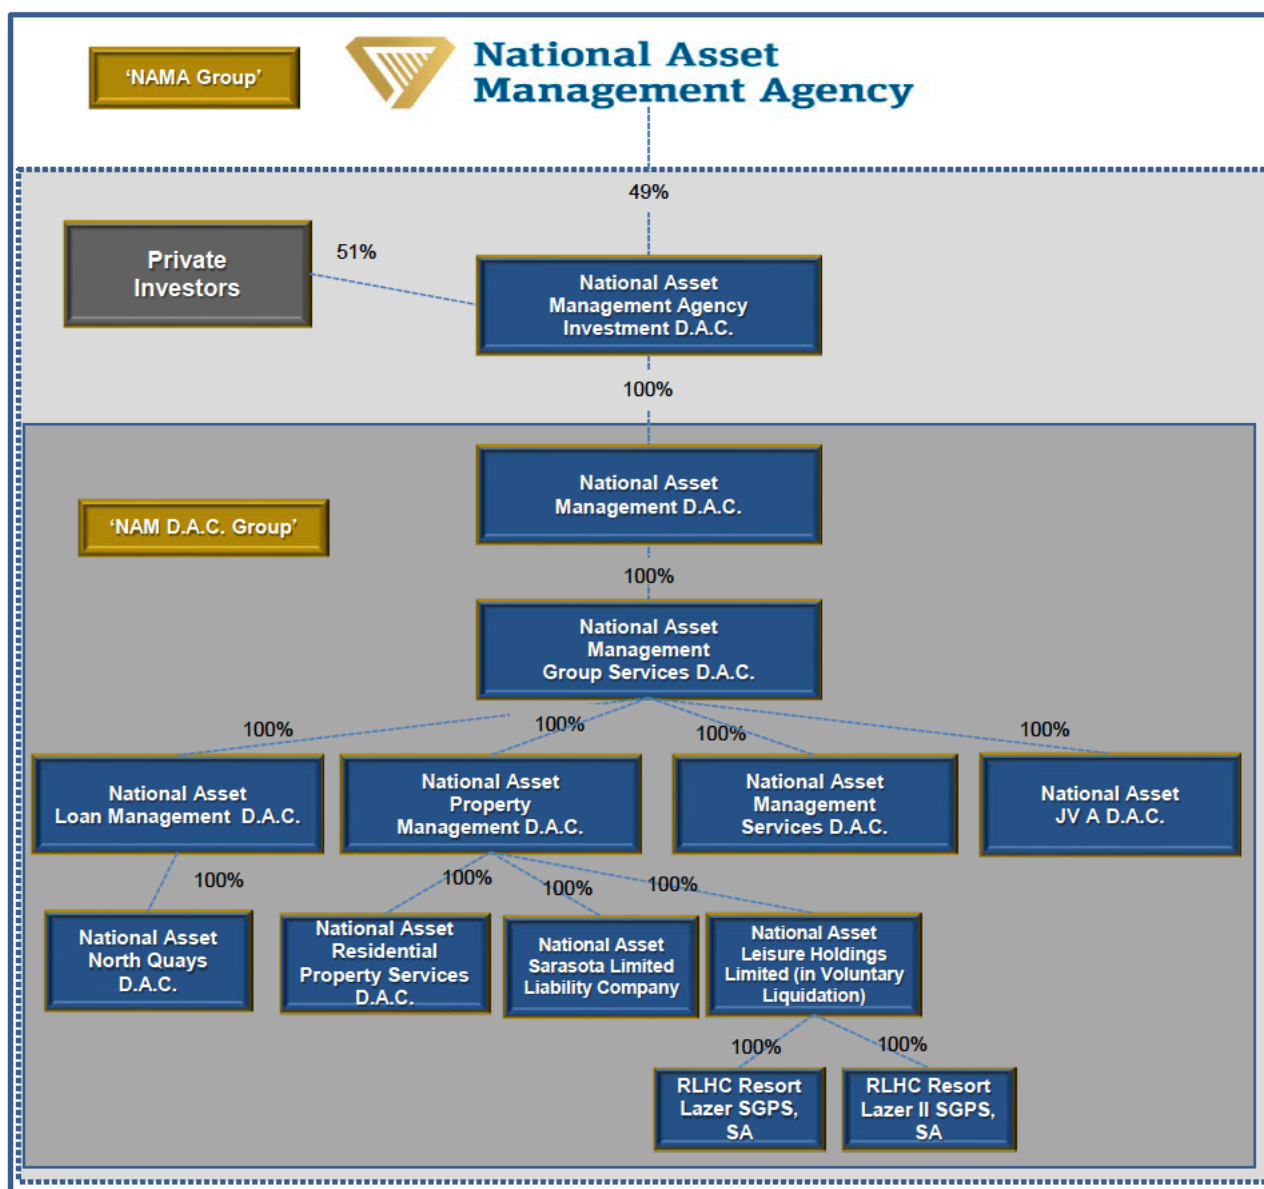 ‘NAMA Group’
National Asset
Management Agency
49%
Private
Investors
51%
National Asset
Management Agency
Investment D.A.C.
100%
National Asset
Management D.A.C.
‘NAM D.A.C. Group’
100%
National Asset
Management
Group Services D.A.C.
100%
100%
100%
100%
National Asset
Loan Management D.A.C.
National Asset
Property
Management D.A.C.
National Asset
Management
Services D.A.C.
National Asset
JV A D.A.C.
100%
100%
100%
100%
National Asset
North Quays
D.A.C.
National Asset
Residential
Property Services
D.A.C.
National Asset
Sarasota Limited
Liability Company
National Asset
Leisure Holdings
Limited (in Voluntary
Liquidation)
100%
100%
RLHC Resort
Lazer SGPS,
SA
RLHC Resort
Lazer II SGPS,
SA